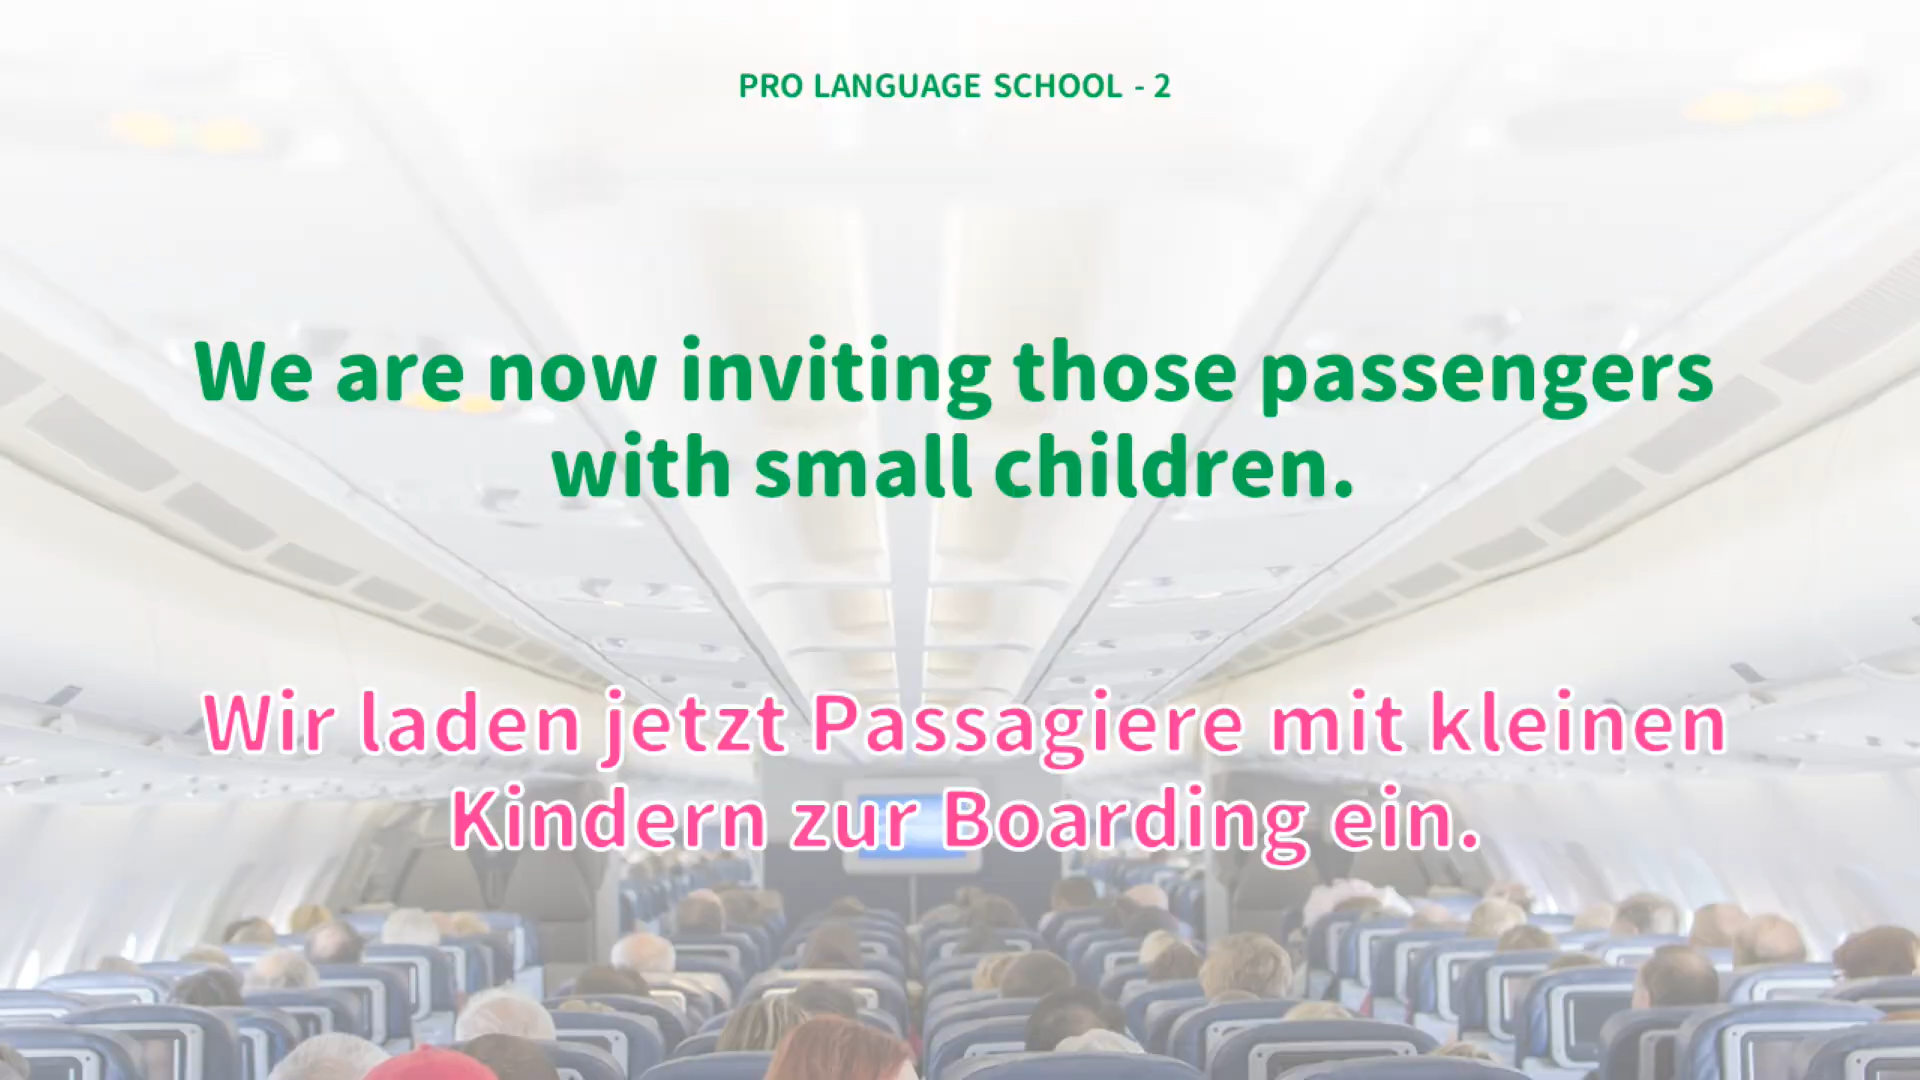 PRO LANGUAGE SCHOOL - 2
We are now inviting those passengers
with small children.
Wir laden jetzt Passagiere mit kleinen
Kindern zur Boarding ein.